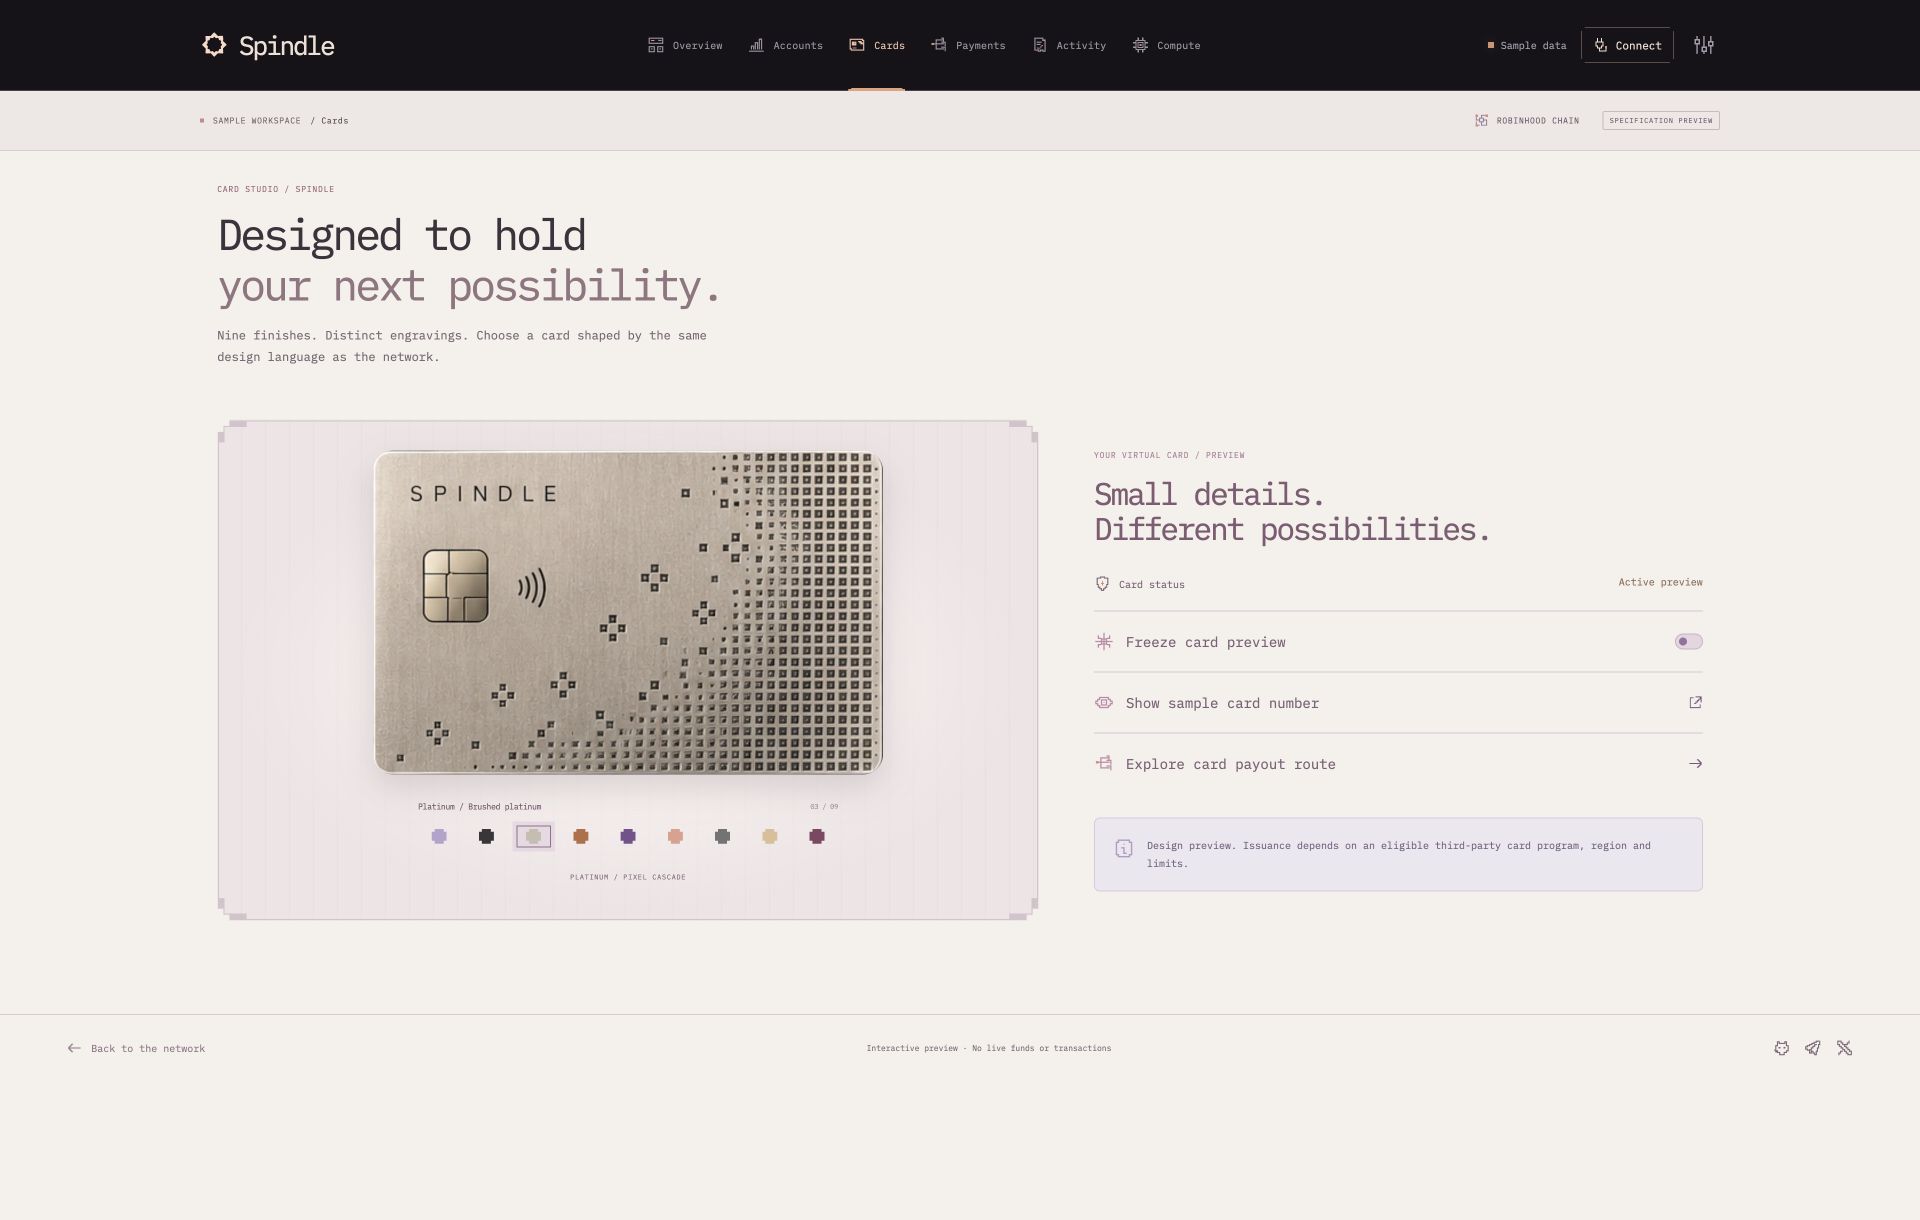 Spindle
Overview
Accounts
Cards
Payments
Activity
Compute
Sample data
Connect
SAMPLE WORKSPACE / Cards
ROBINHOOD CHAIN
SPECIFICATION PREVIEW
CARD STUDIO / SPINDLE
Designed to hold
your next possibility.
Nine finishes. Distinct engravings. Choose a card shaped by the same
design language as the network.
SPINDLE
Platinum / Brushed platinum
03 / 09
PLATINUM / PIXEL CASCADE
YOUR VIRTUAL CARD / PREVIEW
Small details.
Different possibilities.
Card status
Active preview
Freeze card preview
Show sample card number
Explore card payout route
Design preview. Issuance depends on an eligible third-party card program, region and
limits.
Back to the network
Interactive preview · No live funds or transactions